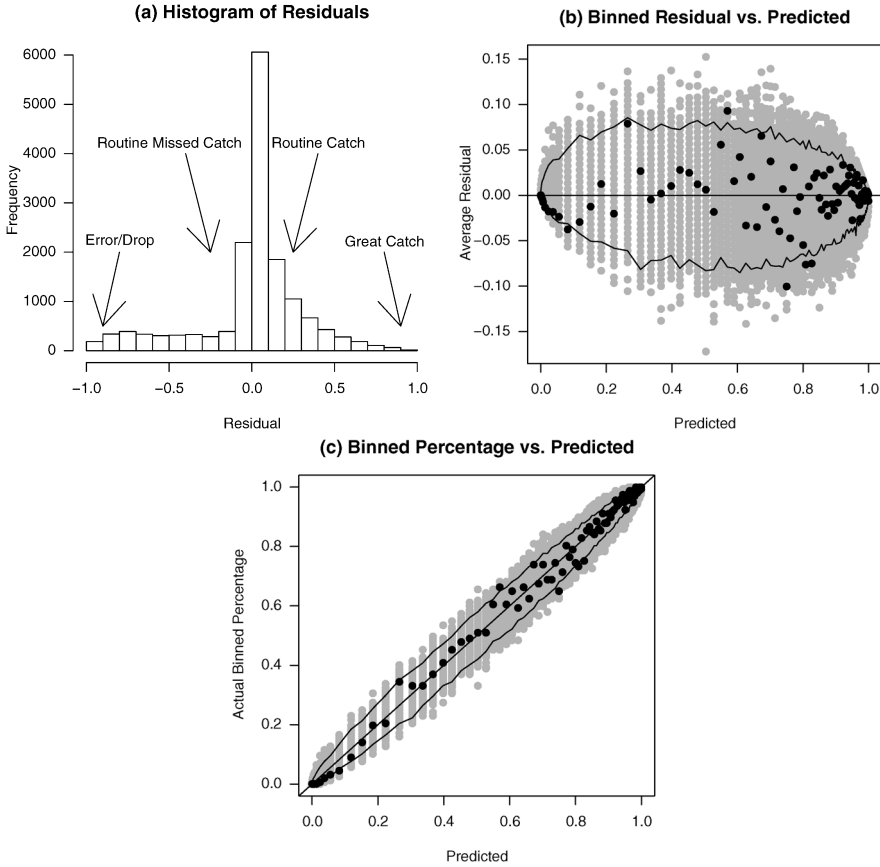 (a) Histogram of Residuals
Frequency
6000
5000
4000
3000
2000
1000
0
Routine Missed Catch
Routine Catch
Error/Drop
Great Catch
−1.0 −0.5 0.0 0.5 1.0
Residual
(b) Binned Residual vs. Predicted
Average Residual
0.15
0.10
0.05
0.00
−0.05
−0.10
−0.15
0.0 0.2 0.4 0.6 0.8 1.0
Predicted
(c) Binned Percentage vs. Predicted
Actual Binned Percentage
1.0
0.8
0.6
0.4
0.2
0.0
0.0 0.2 0.4 0.6 0.8 1.0
Predicted